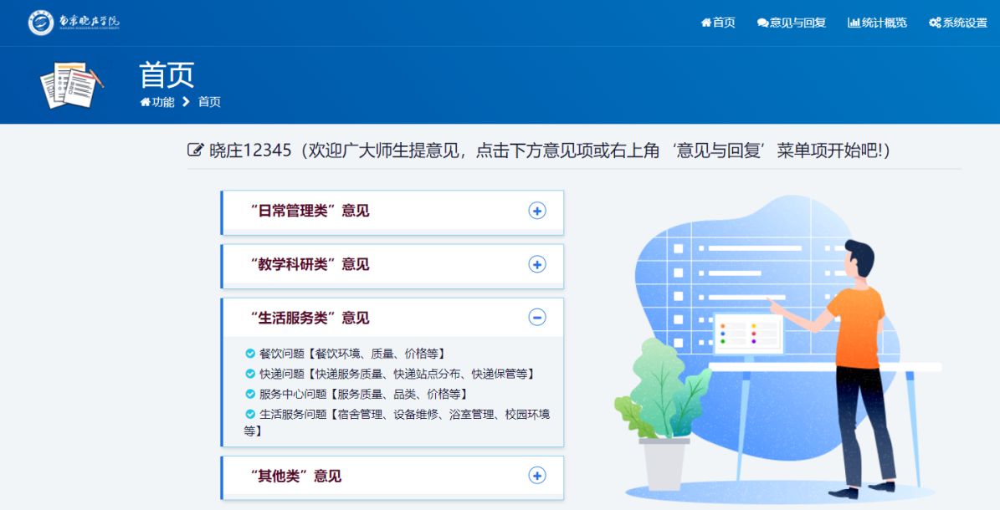 南京晓庄学院
NANJING XIAOZHUANG UNIVERSITY
首页 意见与回复 统计概览 系统设置
首页
功能 首页
晓庄12345（欢迎广大师生提意见，点击下方意见项或右上角‘意见与回复’菜单项开始吧!）
“日常管理类”意见
“教学科研类”意见
“生活服务类”意见
餐饮问题【餐饮环境、质量、价格等】
快递问题【快递服务质量、快递站点分布、快递保管等】
服务中心问题【服务质量、品类、价格等】
生活服务问题【宿舍管理、设备维修、浴室管理、校园环境
等】
“其他类”意见